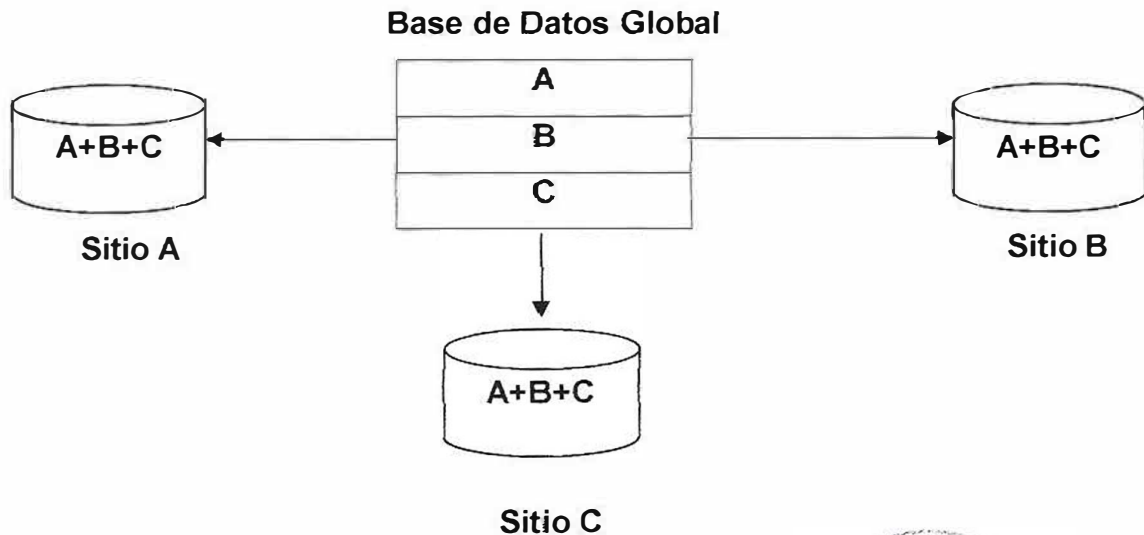 Base de Datos Global
A
B
C
A+B+C
Sitio A
A+B+C
Sitio B
A+B+C
Sitio C